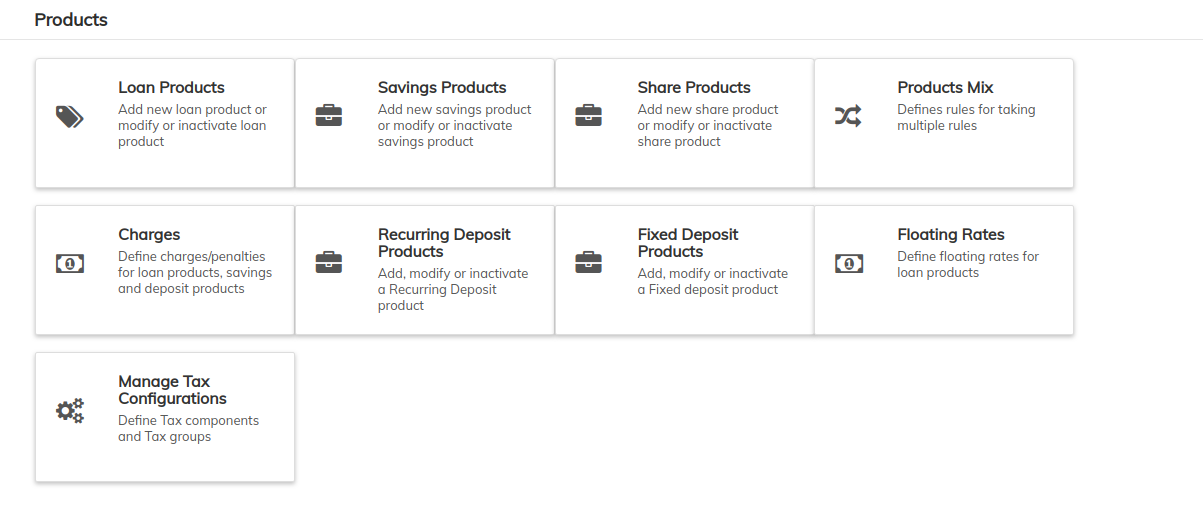 Products
Loan Products
Add new loan product or
modify or inactivate loan
product
Savings Products
Add new savings product
or modify or inactivate
savings product
Share Products
Add new share product
or modify or inactivate
share product
Products Mix
Defines rules for taking
multiple rules
Charges
Define charges/penalties
for loan products, savings
and deposit products
Recurring Deposit
Products
Add, modify or inactivate
a Recurring Deposit
product
Fixed Deposit
Products
Add, modify or inactivate
a Fixed deposit product
Floating Rates
Define floating rates for
loan products
Manage Tax
Configurations
Define Tax components
and Tax groups